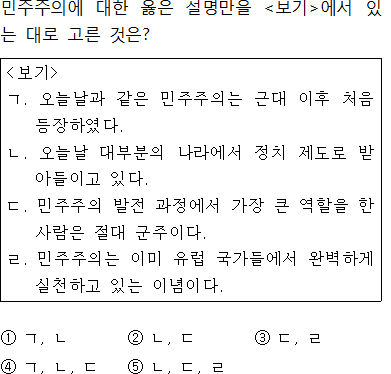 민주주의에 대한 옳은 설명만을 <보기>에서 있
는 대로 고른 것은?
<보기>
ㄱ. 오늘날과 같은 민주주의는 근대 이후 처음
등장하였다.
ㄴ. 오늘날 대부분의 나라에서 정치 제도로 받
아들이고 있다.
ㄷ. 민주주의 발전 과정에서 가장 큰 역할을 한
사람은 절대 군주이다.
ㄹ. 민주주의는 이미 유럽 국가들에서 완벽하게
실천하고 있는 이념이다.
① ㄱ, ㄴ ② ㄴ, ㄷ ③ ㄷ, ㄹ
④ ㄱ, ㄴ, ㄷ ⑤ ㄴ, ㄷ, ㄹ